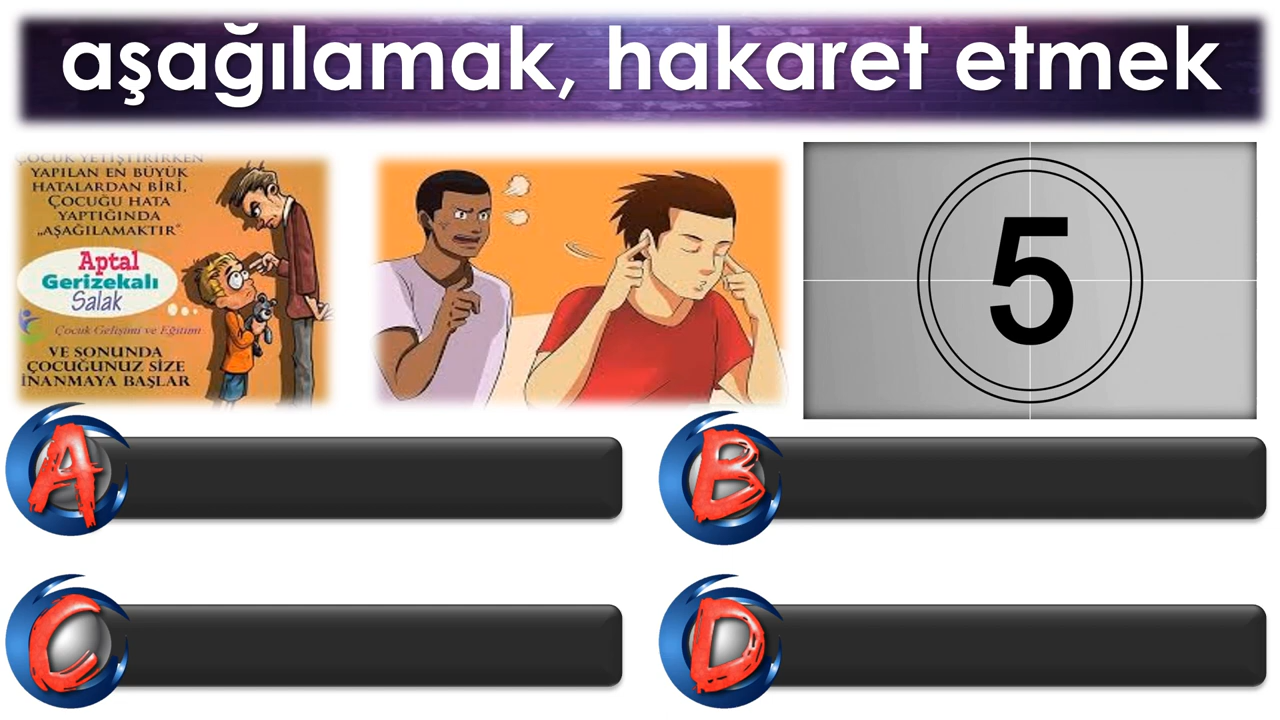 aşağılamak, hakaret etmek
ÇOCUK YETİŞTİRİRKEN
YAPILAN EN BÜYÜK
HATALARDAN BİRİ,
ÇOCUĞU HATA
YAPTIĞINDA
„AŞAĞILAMAKTIR"
Aptal
Gerizekalı
Salak
Çocuk Gelişimi ve Eğitimi
VE SONUNDA
ÇOCUĞUNUZ SİZE
İNANMAYA BAŞLAR
5
A
B
C
D